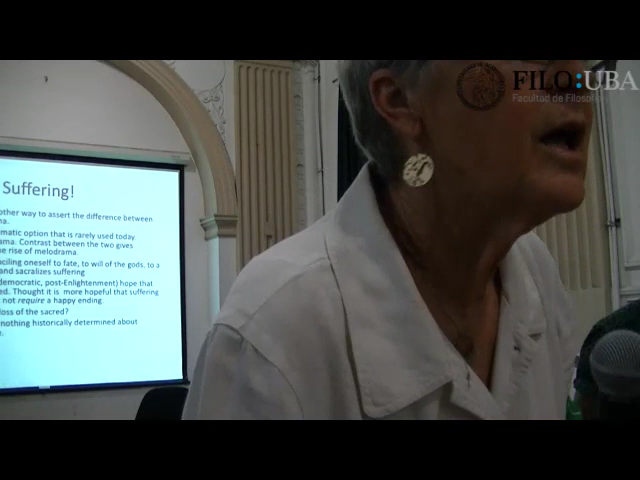 FILO:UBA
Facultad de Filosof
Suffering!
other way to assert the difference between
ma.
matic option that is rarely used today
ama. Contrast between the two gives
e rise of melodrama.
nciling oneself to fate, to will of the gods, to a
and sacralizes suffering
democratic, post-Enlightenment) hope that
ed. Thought it is more hopeful that suffering
not require a happy ending.
loss of the sacred?
nothing historically determined about
e.